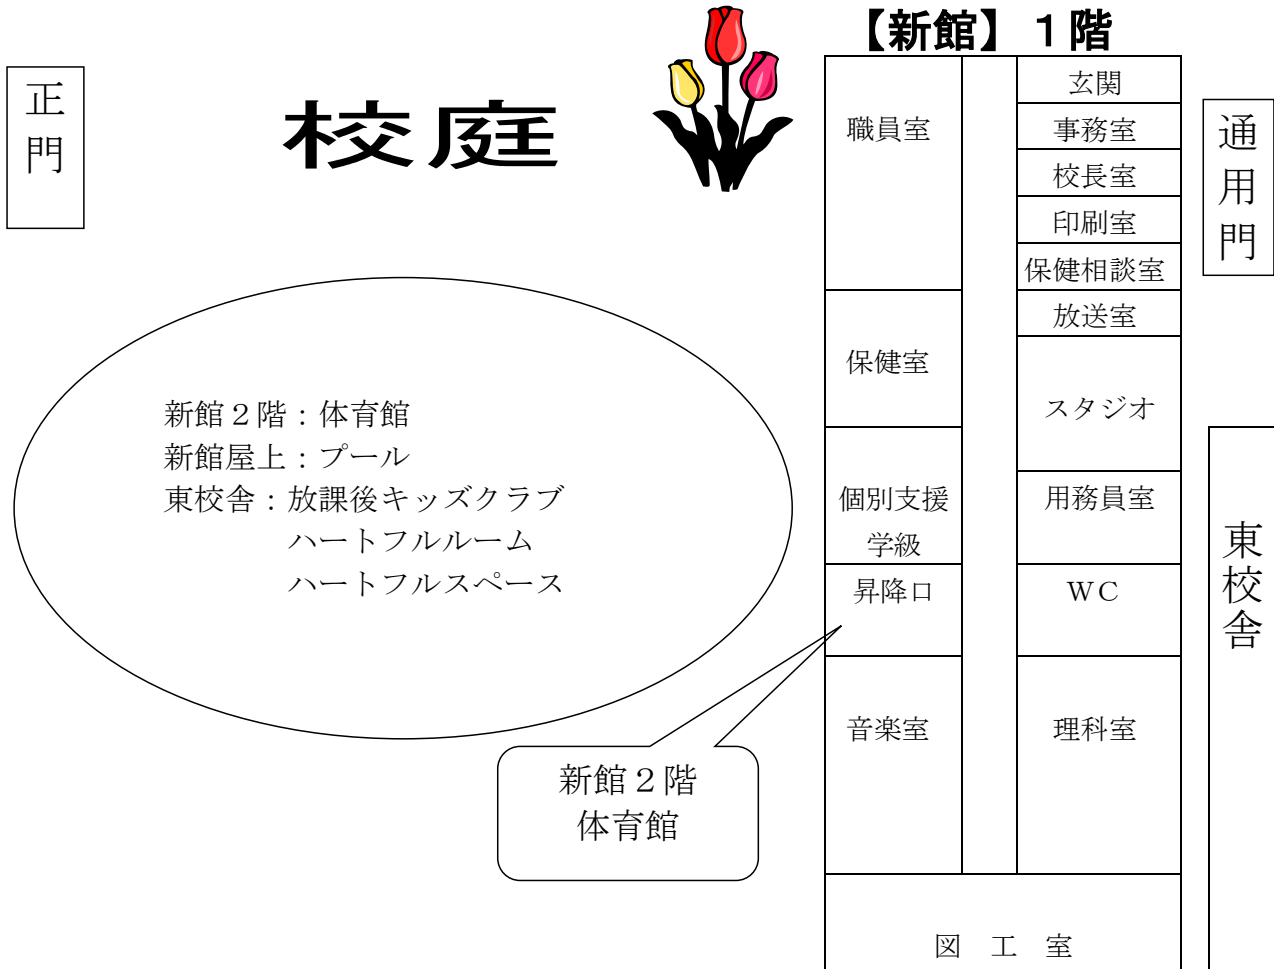 【新館】１階
正門
校庭
職員室
玄関
事務室
校長室
印刷室
保健相談室
通用門
放送室
保健室
スタジオ
新館２階：体育館
新館屋上：プール
東校舎：放課後キッズクラブ
ハートフルルーム
ハートフルスペース
個別支援
学級
用務員室
東校舎
昇降口
ＷＣ
音楽室
理科室
新館２階
体育館
図　工　室